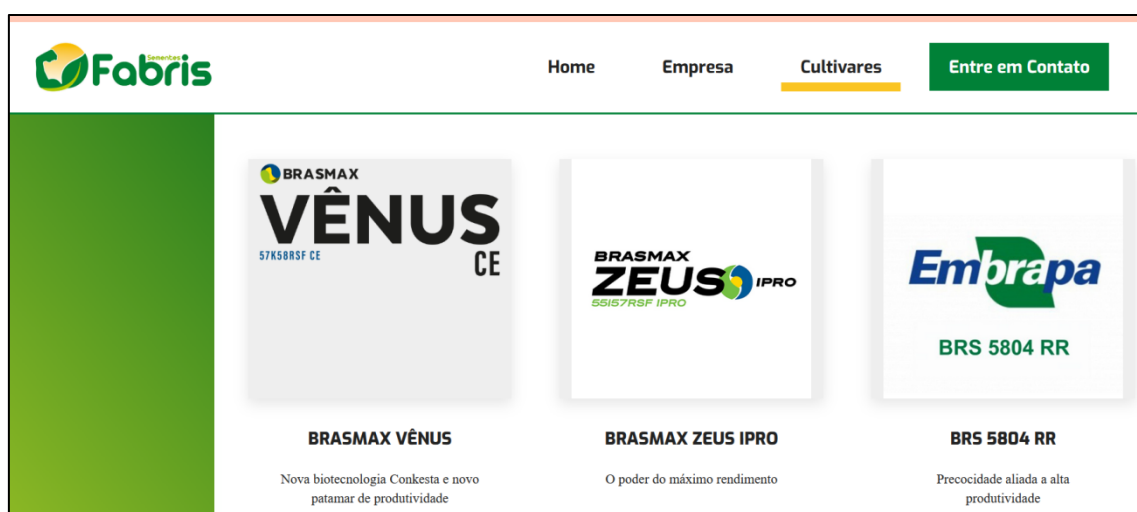 Sementes
Fabris
Home
Empresa
Cultivares
Entre em Contato
BRASMAX
VÊNUS
57K58RSF CE
CE
BRASMAX
ZEUS IPRO
55I57RSF IPRO
Embrapa
BRS 5804 RR
BRASMAX VÊNUS
Nova biotecnologia Conkesta e novo
patamar de produtividade
BRASMAX ZEUS IPRO
O poder do máximo rendimento
BRS 5804 RR
Precocidade aliada a alta
produtividade